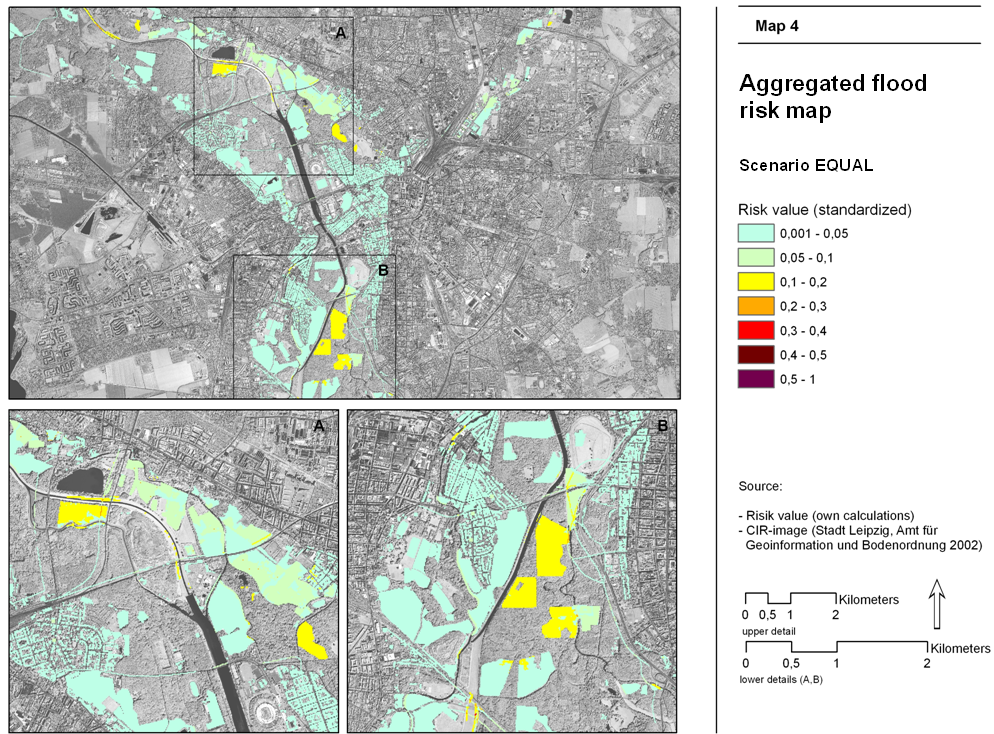 A
B
A
B
Map 4
Aggregated flood
risk map
Scenario EQUAL
Risk value (standardized)
0,001 - 0,05
0,05 - 0,1
0,1 - 0,2
0,2 - 0,3
0,3 - 0,4
0,4 - 0,5
0,5 - 1
Source:
- Risik value (own calculations)
- CIR-image (Stadt Leipzig, Amt für
Geoinformation und Bodenordnung 2002)
Kilometers
0 0,5 1 2
upper detail
Kilometers
0 0,5 1 2
lower details (A,B)